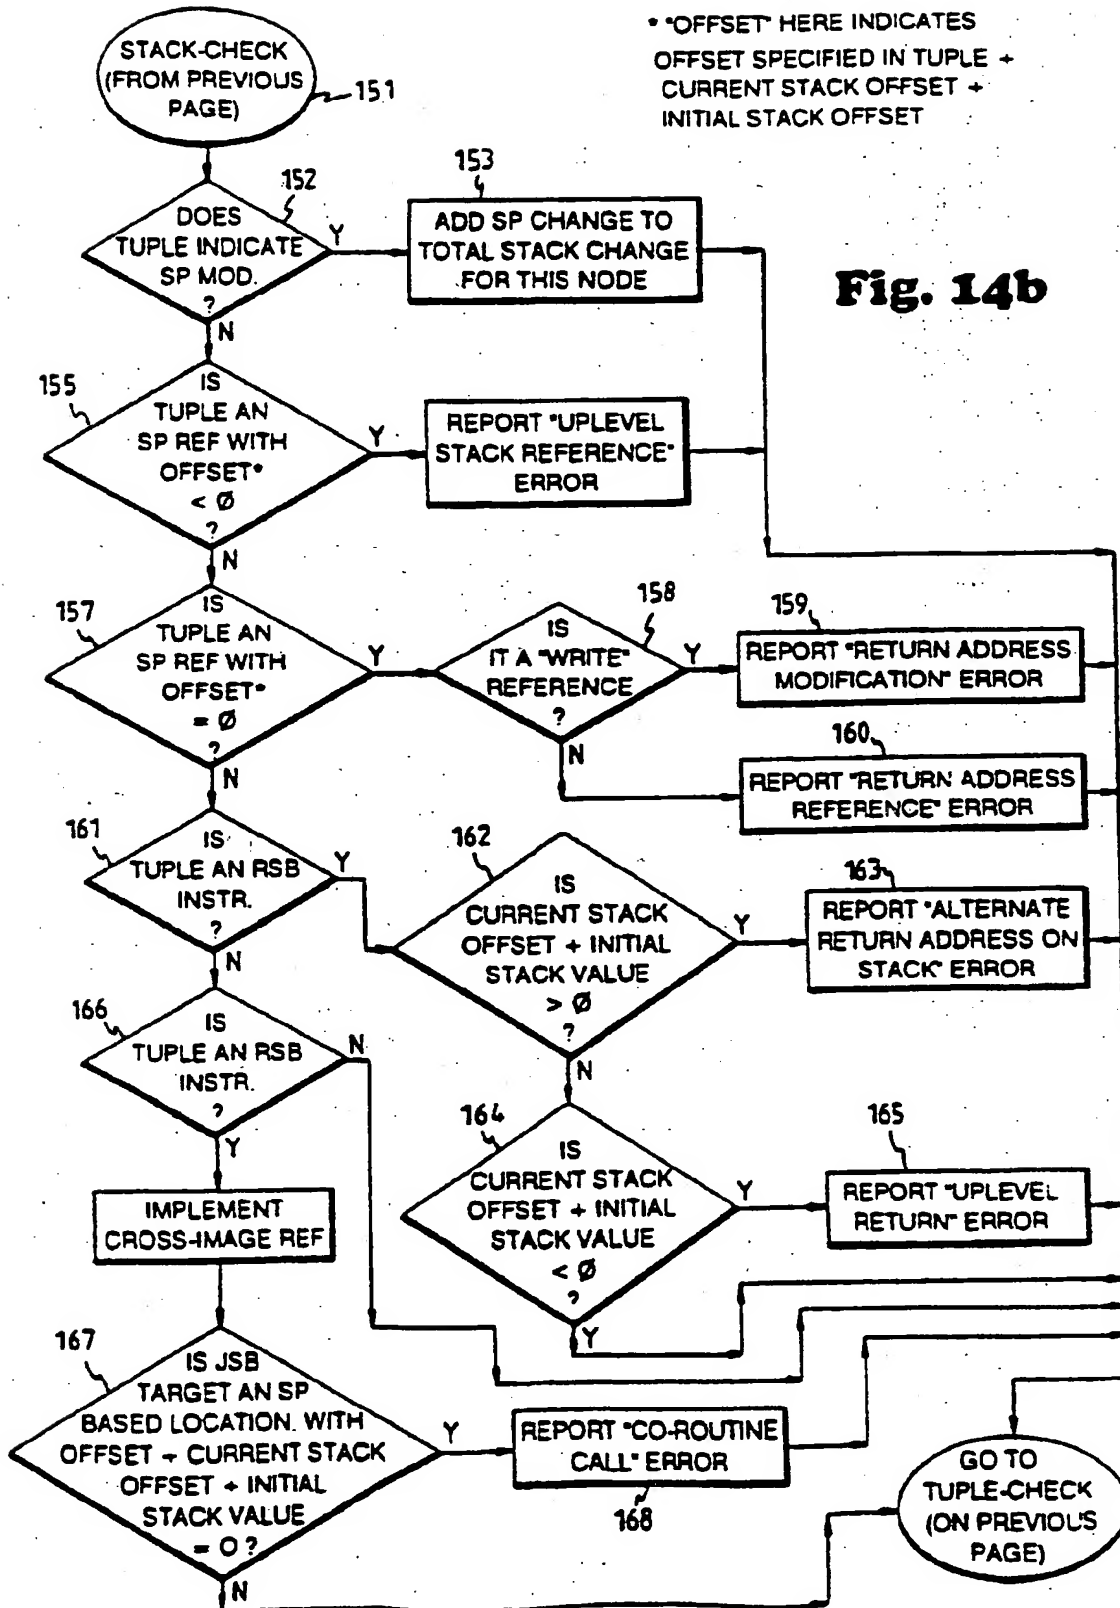 * "OFFSET" HERE INDICATES
OFFSET SPECIFIED IN TUPLE +
CURRENT STACK OFFSET +
INITIAL STACK OFFSET
STACK-CHECK
(FROM PREVIOUS
PAGE)
151
152
DOES
TUPLE INDICATE
SP MOD.
?
Y
N
153
ADD SP CHANGE TO
TOTAL STACK CHANGE
FOR THIS NODE
Fig. 14b
155
IS
TUPLE AN
SP REF WITH
OFFSET*
< Ø
?
Y
N
REPORT "UPLEVEL
STACK REFERENCE"
ERROR
157
IS
TUPLE AN
SP REF WITH
OFFSET*
= Ø
?
Y
N
158
IS
IT A "WRITE"
REFERENCE
?
Y
N
159
REPORT "RETURN ADDRESS
MODIFICATION" ERROR
160
REPORT "RETURN ADDRESS
REFERENCE" ERROR
161
IS
TUPLE AN RSB
INSTR.
?
Y
N
162
IS
CURRENT STACK
OFFSET + INITIAL
STACK VALUE
> Ø
?
Y
N
163
REPORT "ALTERNATE
RETURN ADDRESS ON
STACK" ERROR
166
IS
TUPLE AN RSB
INSTR.
?
N
Y
164
IS
CURRENT STACK
OFFSET + INITIAL
STACK VALUE
< Ø
?
Y
Y
165
REPORT "UPLEVEL
RETURN" ERROR
IMPLEMENT
CROSS-IMAGE REF
167
IS JSB
TARGET AN SP
BASED LOCATION. WITH
OFFSET + CURRENT STACK
OFFSET + INITIAL
STACK VALUE
= 0 ?
Y
N
REPORT "CO-ROUTINE
CALL" ERROR
168
GO TO
TUPLE-CHECK
(ON PREVIOUS
PAGE)